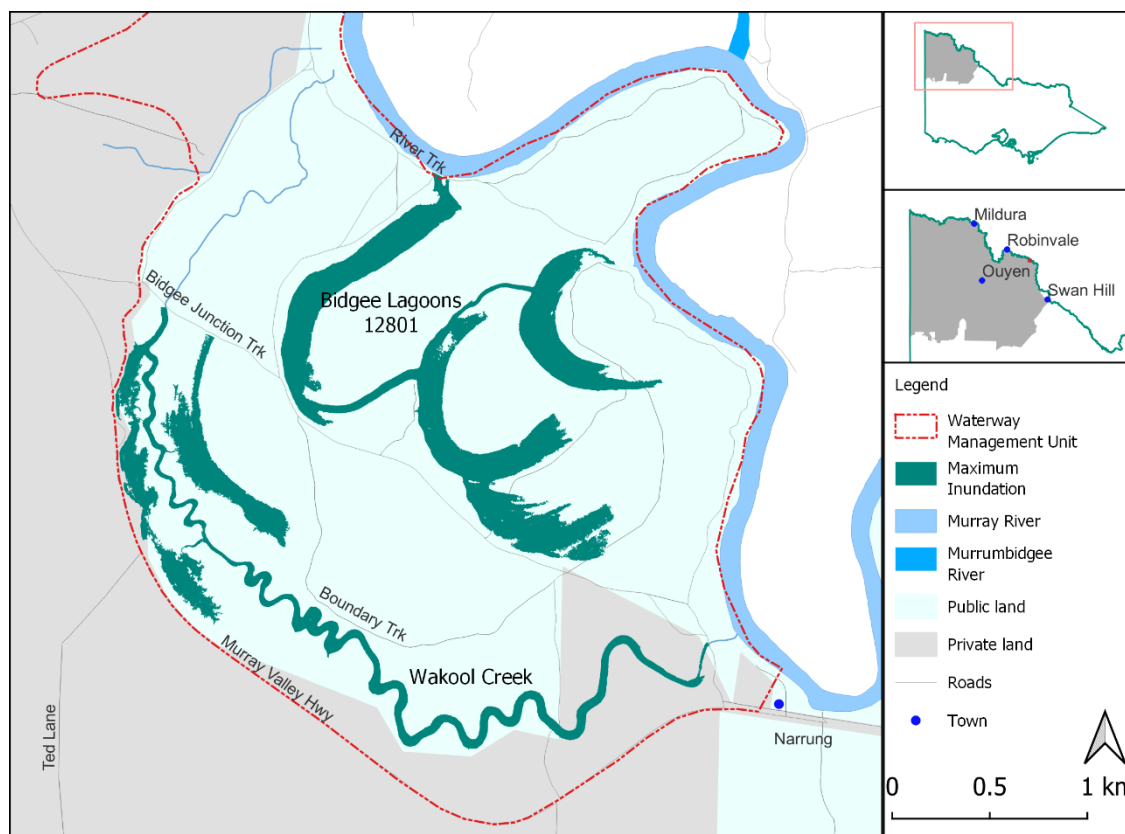 River Trk
Bidgee Lagoons
12801
Bidgee Junction Trk
Boundary Trk
Wakool Creek
Murray Valley Hwy
Ted Lane
Narrung
Mildura
Robinvale
Ouyen
Swan Hill
Legend
Waterway
Management Unit
Maximum
Inundation
Murray River
Murrumbidgee
River
Public land
Private land
Roads
Town
0 0.5 1 km